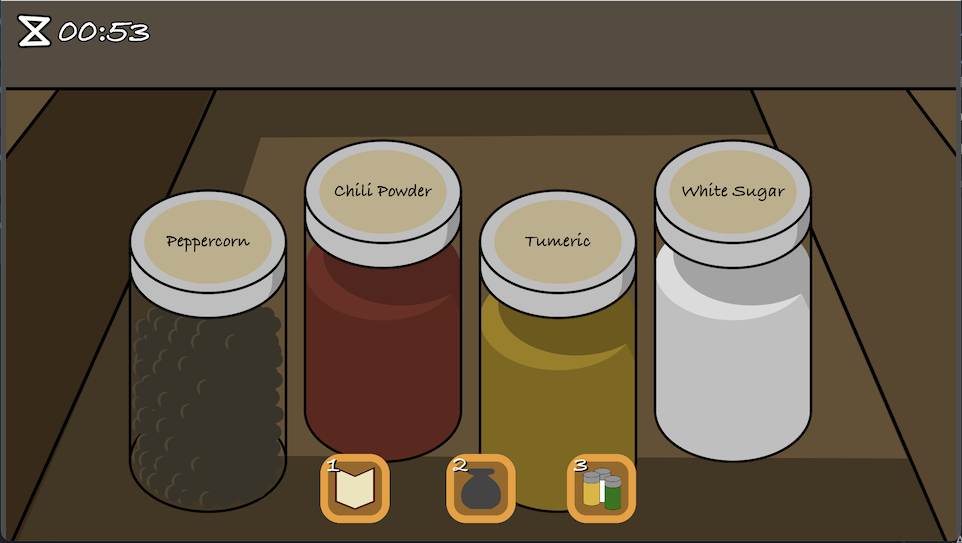 00:53
Chili Powder
White Sugar
Peppercorn
Tumeric
1
2
3